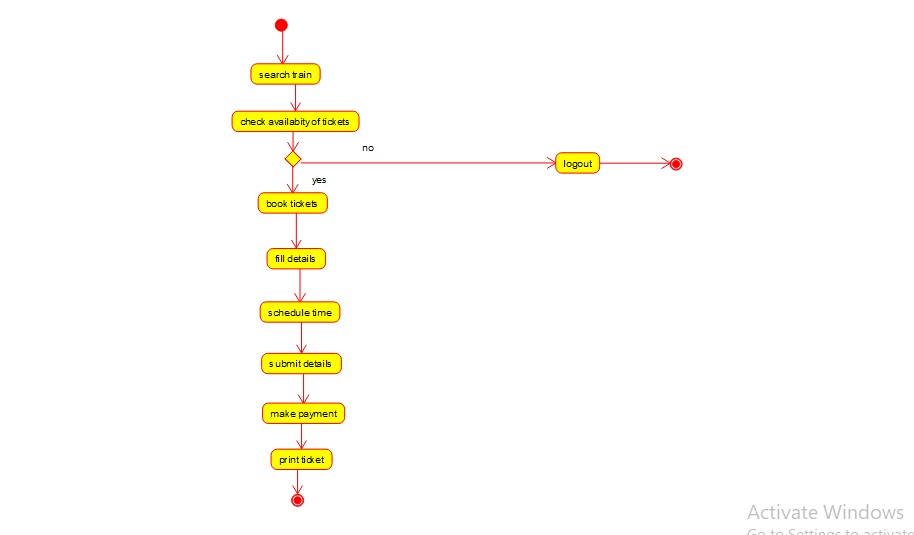 search train
check availabity of tickets
no
logout
yes
book tickets
fill details
schedule time
submit details
make payment
print ticket
Activate Windows
Go to Settings to activate